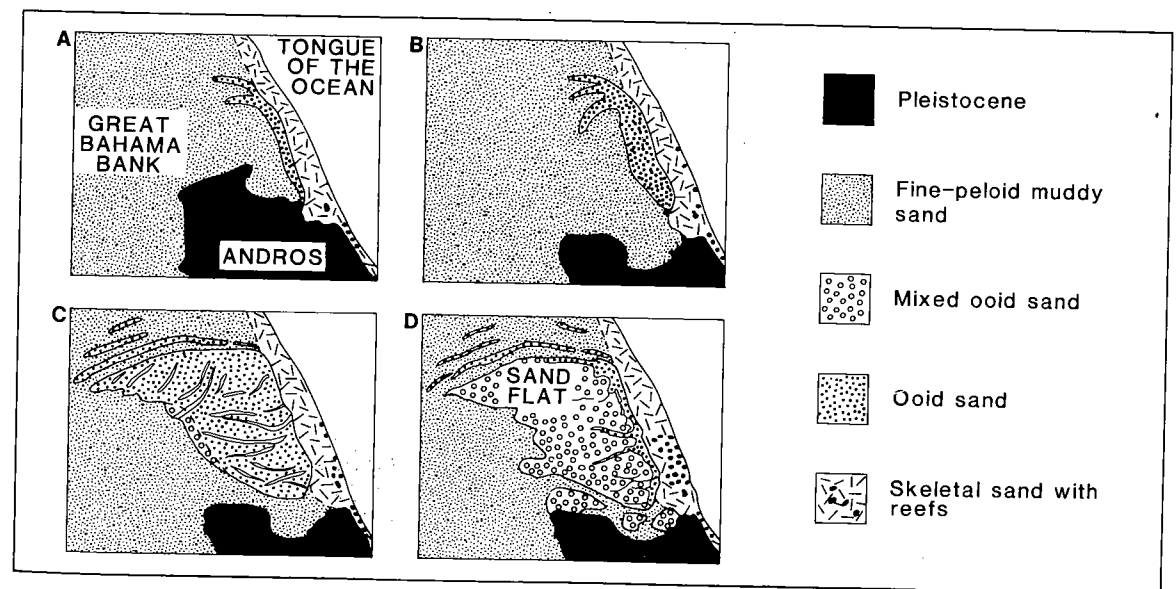 A
TONGUE
OF THE
OCEAN
GREAT
BAHAMA
BANK
ANDROS
B
C
D
SAND
FLAT
Pleistocene
Fine-peloid muddy
sand
Mixed ooid sand
Ooid sand
Skeletal sand with
reefs